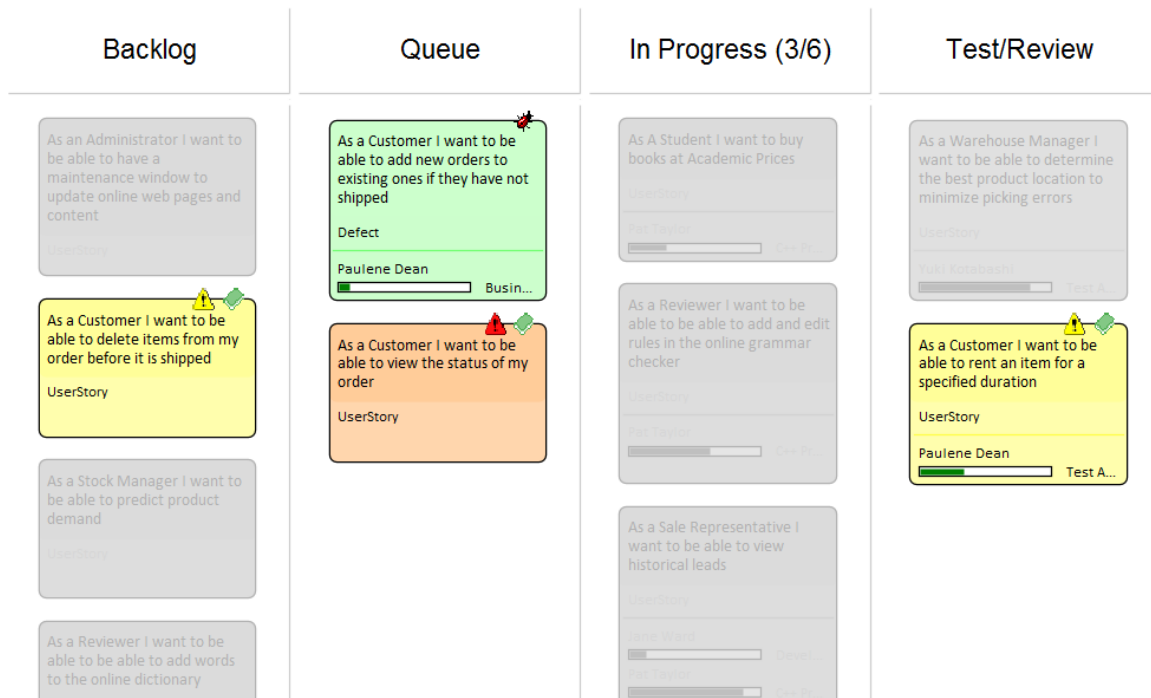 Backlog
Queue
In Progress (3/6)
Test/Review
As an Administrator I want to
be able to have a
maintenance window to
update online web pages and
content
UserStory
As a Customer I want to be
able to delete items from my
order before it is shipped
UserStory
As a Stock Manager I want to
be able to predict product
demand
UserStory
As a Reviewer I want to be
able to be able to add words
to the online dictionary
As a Customer I want to be
able to add new orders to
existing ones if they have not
shipped
Defect
Paulene Dean
Busin...
As a Customer I want to be
able to view the status of my
order
UserStory
As A Student I want to buy
books at Academic Prices
UserStory
Pat Taylor
C++ Pr...
As a Reviewer I want to be
able to be able to add and edit
rules in the online grammar
checker
UserStory
Pat Taylor
C++ Pr...
As a Sale Representative I
want to be able to view
historical leads
UserStory
Jane Ward
Devel...
Pat Taylor
C++ Pr...
As a Warehouse Manager I
want to be able to determine
the best product location to
minimize picking errors
UserStory
Yuki Kotabashi
Test A...
As a Customer I want to be
able to rent an item for a
specified duration
UserStory
Paulene Dean
Test A...